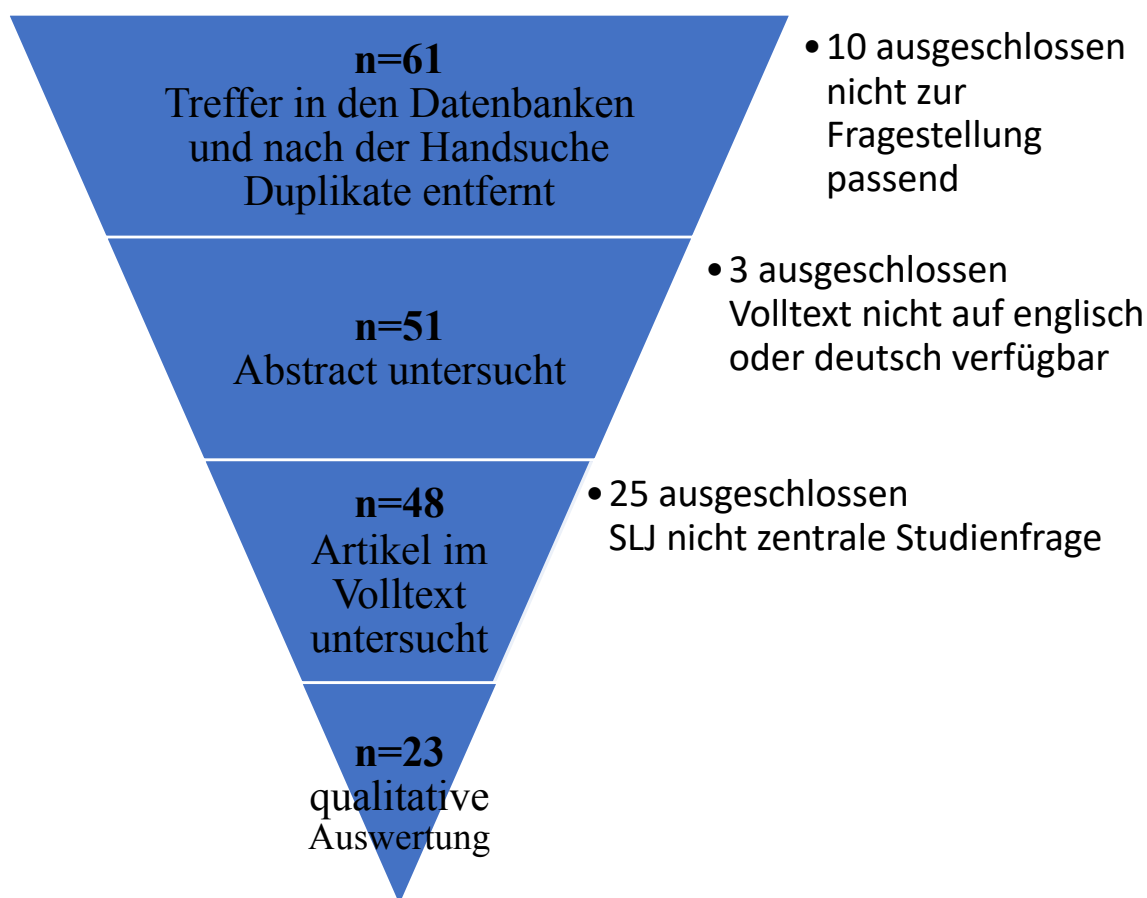 n=61
Treffer in den Datenbanken
und nach der Handsuche
Duplikate entfernt
• 10 ausgeschlossen
nicht zur
Fragestellung
passend
n=51
Abstract untersucht
• 3 ausgeschlossen
Volltext nicht auf englisch
oder deutsch verfügbar
n=48
Artikel im
Volltext
untersucht
• 25 ausgeschlossen
SLJ nicht zentrale Studienfrage
n=23
qualitative
Auswertung